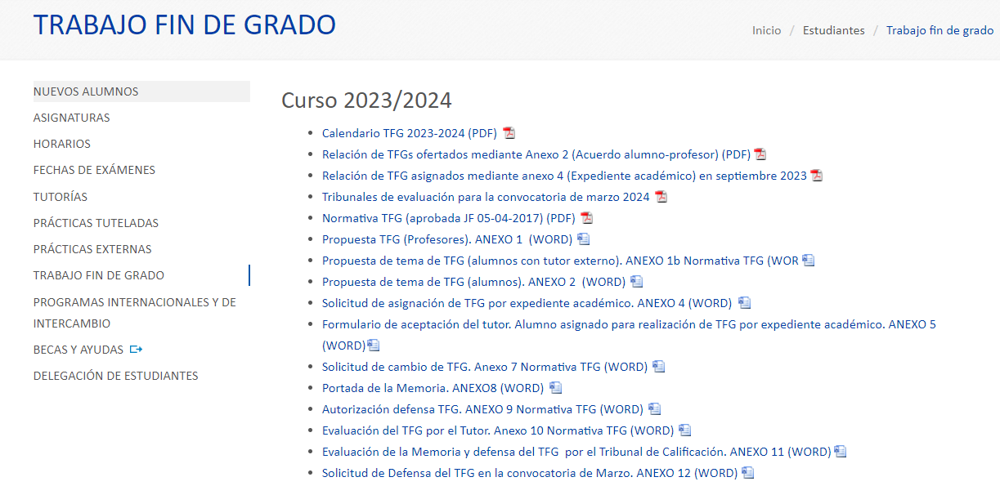 TRABAJO FIN DE GRADO
Inicio / Estudiantes / Trabajo fin de grado
NUEVOS ALUMNOS
ASIGNATURAS
HORARIOS
FECHAS DE EXÁMENES
TUTORÍAS
PRÁCTICAS TUTELADAS
PRÁCTICAS EXTERNAS
TRABAJO FIN DE GRADO
PROGRAMAS INTERNACIONALES Y DE
INTERCAMBIO
BECAS Y AYUDAS
DELEGACIÓN DE ESTUDIANTES
Curso 2023/2024
Calendario TFG 2023-2024 (PDF)
Relación de TFGs ofertados mediante Anexo 2 (Acuerdo alumno-profesor) (PDF)
Relación de TFG asignados mediante anexo 4 (Expediente académico) en septiembre 2023
Tribunales de evaluación para la convocatoria de marzo 2024
Normativa TFG (aprobada JF 05-04-2017) (PDF)
Propuesta TFG (Profesores). ANEXO 1 (WORD)
Propuesta de tema de TFG (alumnos con tutor externo). ANEXO 1b Normativa TFG (WOR
Propuesta de tema de TFG (alumnos). ANEXO 2 (WORD)
Solicitud de asignación de TFG por expediente académico. ANEXO 4 (WORD)
Formulario de aceptación del tutor. Alumno asignado para realización de TFG por expediente académico. ANEXO 5
(WORD)
Solicitud de cambio de TFG. Anexo 7 Normativa TFG (WORD)
Portada de la Memoria. ANEXO8 (WORD)
Autorización defensa TFG. ANEXO 9 Normativa TFG (WORD)
Evaluación del TFG por el Tutor. Anexo 10 Normativa TFG (WORD)
Evaluación de la Memoria y defensa del TFG por el Tribunal de Calificación. ANEXO 11 (WORD)
Solicitud de Defensa del TFG en la convocatoria de Marzo. ANEXO 12 (WORD)